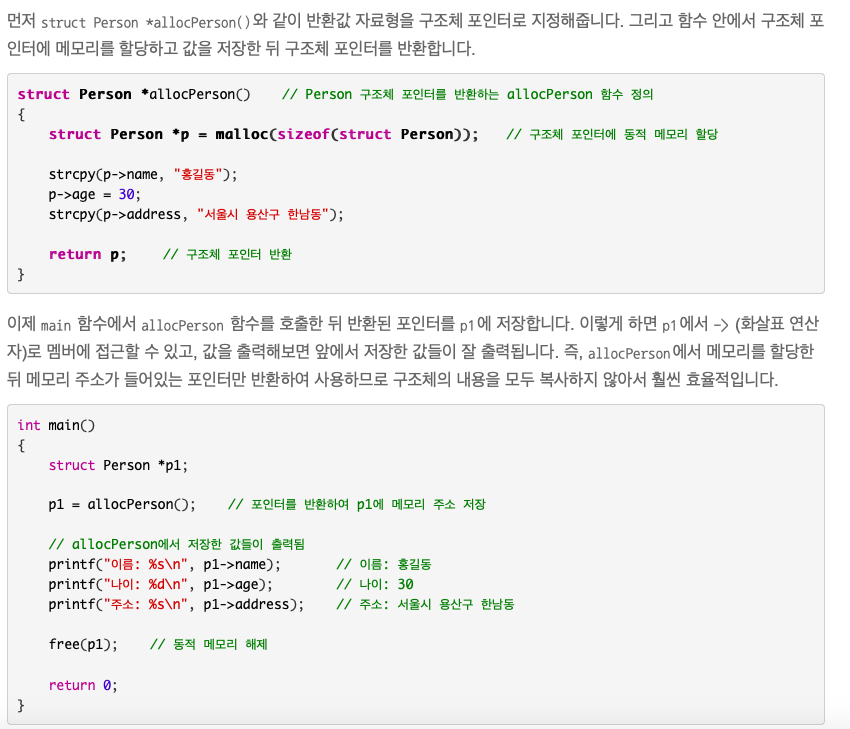 먼저 struct Person *allocPerson()와 같이 반환값 자료형을 구조체 포인터로 지정해줍니다. 그리고 함수 안에서 구조체 포
인터에 메모리를 할당하고 값을 저장한 뒤 구조체 포인터를 반환합니다.
struct Person *allocPerson()    // Person 구조체 포인터를 반환하는 allocPerson 함수 정의
{
    struct Person *p = malloc(sizeof(struct Person));    // 구조체 포인터에 동적 메모리 할당
    strcpy(p->name, "홍길동");
    p->age = 30;
    strcpy(p->address, "서울시 용산구 한남동");
    return p;    // 구조체 포인터 반환
}
이제 main 함수에서 allocPerson 함수를 호출한 뒤 반환된 포인터를 p1에 저장합니다. 이렇게 하면 p1에서 -> (화살표 연산
자)로 멤버에 접근할 수 있고, 값을 출력해보면 앞에서 저장한 값들이 잘 출력됩니다. 즉, allocPerson에서 메모리를 할당한
뒤 메모리 주소가 들어있는 포인터만 반환하여 사용하므로 구조체의 내용을 모두 복사하지 않아서 훨씬 효율적입니다.
int main()
{
    struct Person *p1;
    p1 = allocPerson();    // 포인터를 반환하여 p1에 메모리 주소 저장
    // allocPerson에서 저장한 값들이 출력됨
    printf("이름: %s\n", p1->name);       // 이름: 홍길동
    printf("나이: %d\n", p1->age);        // 나이: 30
    printf("주소: %s\n", p1->address);    // 주소: 서울시 용산구 한남동
    free(p1);    // 동적 메모리 해제
    return 0;
}